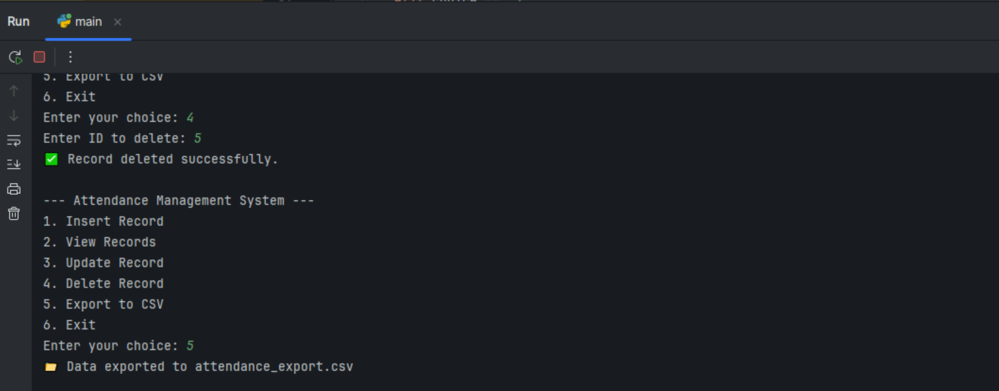 Run main
5. Export to CSV
6. Exit
Enter your choice: 4
Enter ID to delete: 5
✅ Record deleted successfully.
--- Attendance Management System ---
1. Insert Record
2. View Records
3. Update Record
4. Delete Record
5. Export to CSV
6. Exit
Enter your choice: 5
📁 Data exported to attendance_export.csv